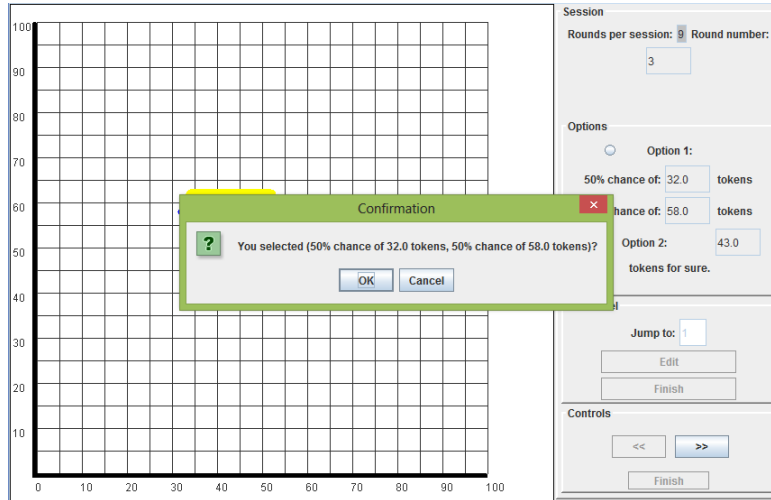 Session
Rounds per session: 9 Round number:
3
Options
Option 1:
50% chance of: 32.0 tokens
hance of: 58.0 tokens
Option 2: 43.0
tokens for sure.
Jump to: 1
Edit
Finish
Controls
<< >>
Finish
Confirmation
? You selected (50% chance of 32.0 tokens, 50% chance of 58.0 tokens)?
OK Cancel
100
90
80
70
60
50
40
30
20
10
0 10 20 30 40 50 60 70 80 90 100